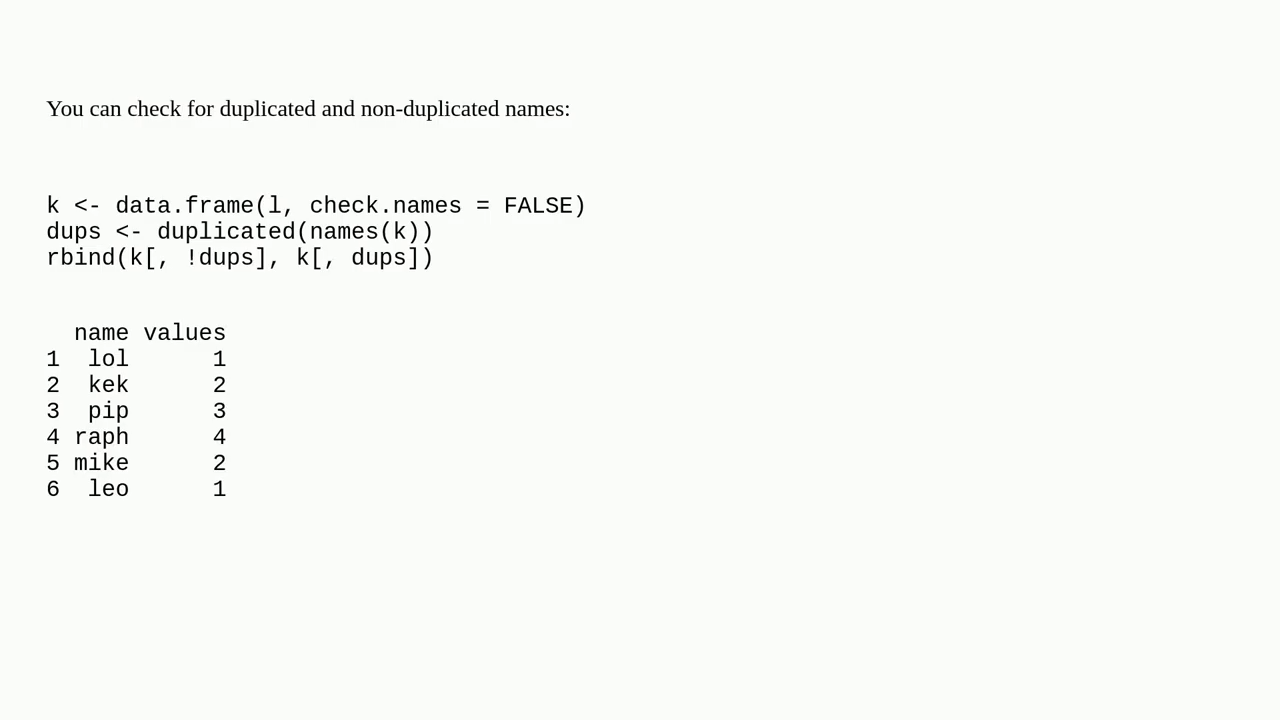 You can check for duplicated and non-duplicated names:
k <- data.frame(l, check.names = FALSE)
dups <- duplicated(names(k))
rbind(k[, !dups], k[, dups])
  name values
1  lol      1
2  kek      2
3  pip      3
4 raph      4
5 mike      2
6  leo      1